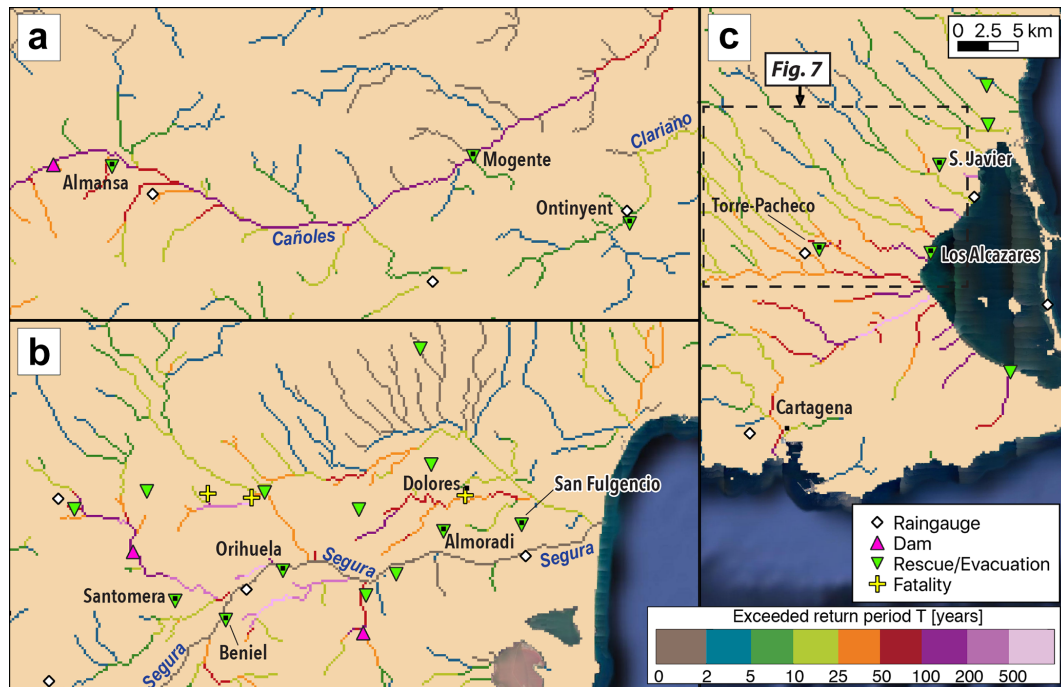 a
Almansa
Cañoles
Mogente
Ontinyent
Clariano
b
Dolores
San Fulgencio
Almoradi
Orihuela
Segura
Segura
Santomera
Beniel
Segura
c
0 2.5 5 km
Fig. 7
S. Javier
Torre-Pacheco
Los Alcazares
Cartagena
Raingauge
Dam
Rescue/Evacuation
Fatality
Exceeded return period T [years]
0 2 5 10 25 50 100 200 500